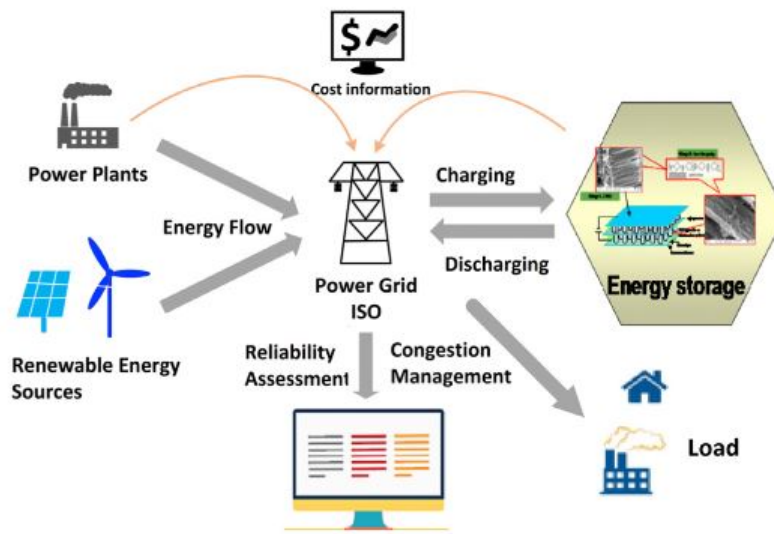 $
Cost information
Power Plants
Charging
Energy Flow
Discharging
Power Grid
ISO
Energy storage
Renewable Energy
Sources
Reliability
Assessment
Congestion
Management
Load